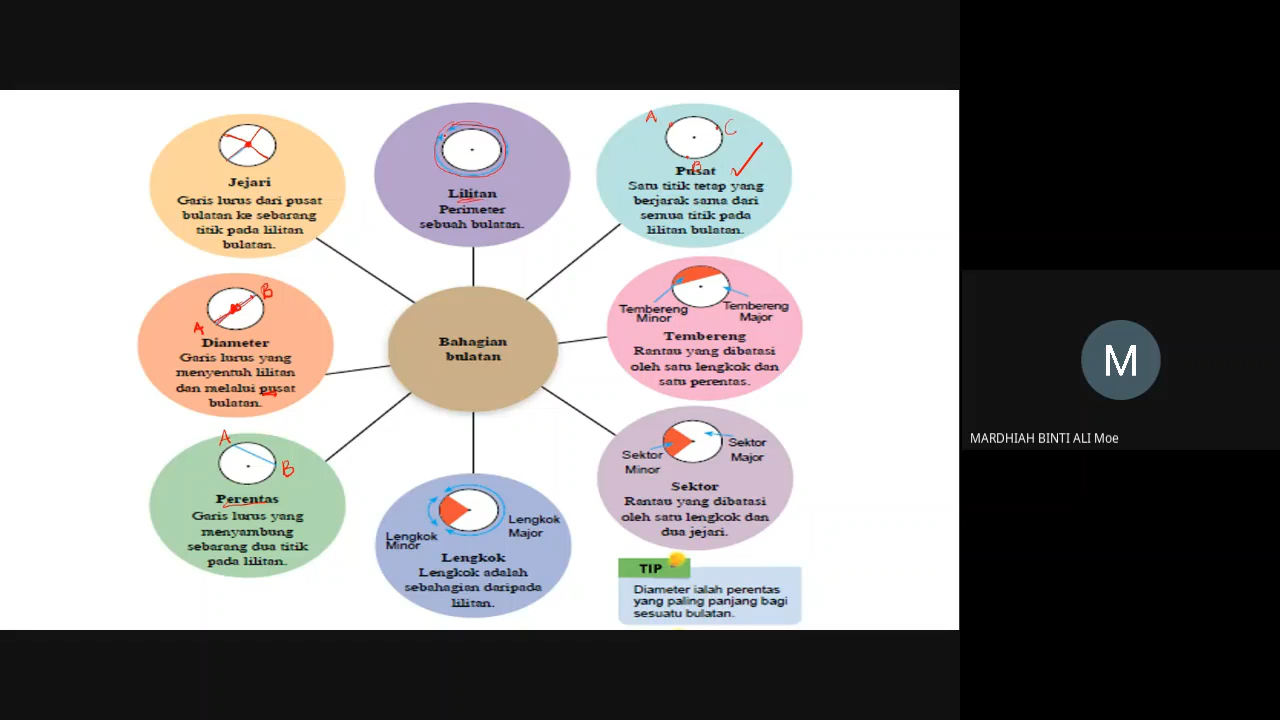 Jejari
Garis lurus dari pusat
bulatan ke sebarang
titik pada lilitan
bulatan.
Lilitan
Perimeter
sebuah bulatan.
A
C
B
Pusat
Satu titik tetap yang
berjarak sama dari
semua titik pada
lilitan bulatan.
A
B
Diameter
Garis lurus yang
menyentuh lilitan
dan melalui pusat
bulatan.
Bahagian
bulatan
Tembereng
Minor
Tembereng
Major
Tembereng
Rantau yang dibatasi
oleh satu lengkok dan
satu perentas.
A
B
Perentas
Garis lurus yang
menyambung
sebarang dua titik
pada lilitan.
Lengkok
Minor
Lengkok
Major
Lengkok
Lengkok adalah
sebahagian daripada
lilitan.
Sektor
Minor
Sektor
Major
Sektor
Rantau yang dibatasi
oleh satu lengkok dan
dua jejari.
TIP
Diameter ialah perentas
yang paling panjang bagi
sesuatu bulatan.
M
MARDHIAH BINTI ALI Moe